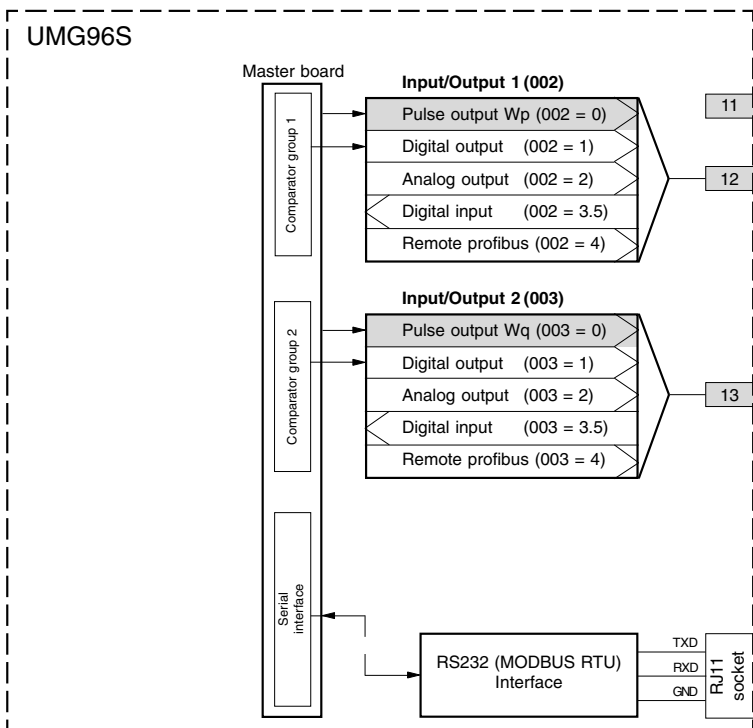 UMG96S
Master board
Comparator group 1
Input/Output 1 (002)
Pulse output Wp (002 = 0)
Digital output (002 = 1)
Analog output (002 = 2)
Digital input (002 = 3.5)
Remote profibus (002 = 4)
11
12
Comparator group 2
Input/Output 2 (003)
Pulse output Wq (003 = 0)
Digital output (003 = 1)
Analog output (003 = 2)
Digital input (003 = 3.5)
Remote profibus (003 = 4)
13
Serial
interface
RS232 (MODBUS RTU)
Interface
TXD
RXD
GND
RJ11
socket